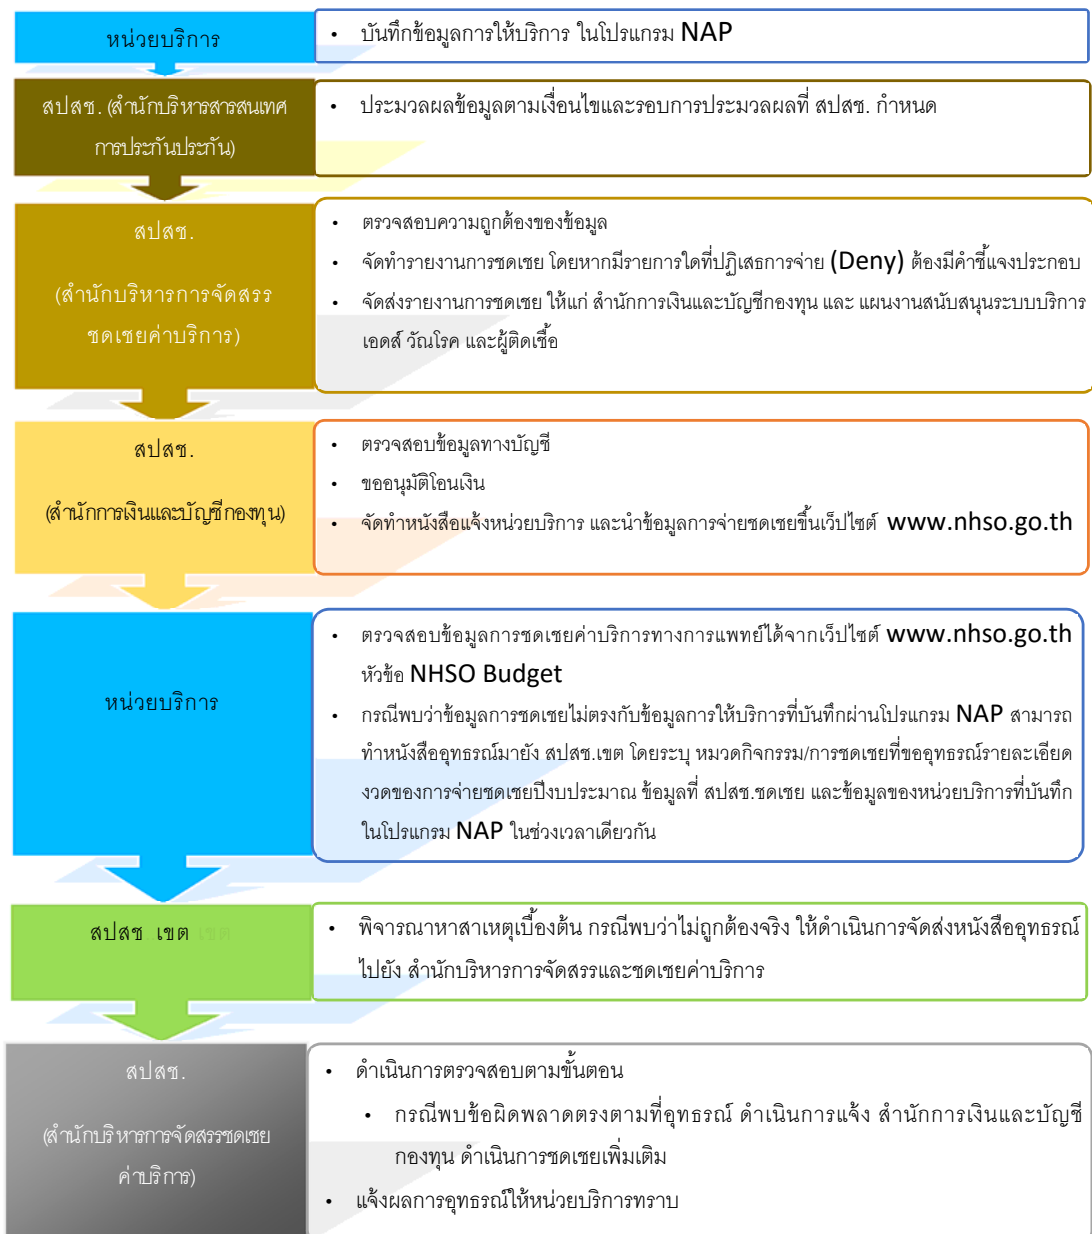 หน่วยบริการ
• บันทึกข้อมูลการให้บริการ ในโปรแกรม NAP
สปสช. (สำนักบริหารสารสนเทศ
การประกันประกัน)
• ประมวลผลข้อมูลตามเงื่อนไขและรอบการประมวลผลที่ สปสช. กำหนด
สปสช.
(สำนักบริหารการจัดสรร
ชดเชยค่าบริการ)
• ตรวจสอบความถูกต้องของข้อมูล
• จัดทำรายงานการชดเชย โดยหากมีรายการใดที่ปฏิเสธการจ่าย (Deny) ต้องมีคำชี้แจงประกอบ
• จัดส่งรายงานการชดเชย ให้แก่ สำนักการเงินและบัญชีกองทุน และ แผนงานสนับสนุนระบบบริการ
เอดส์ วัณโรค และผู้ติดเชื้อ
สปสช.
(สำนักการเงินและบัญชีกองทุน)
• ตรวจสอบข้อมูลทางบัญชี
• ขออนุมัติโอนเงิน
• จัดทำหนังสือแจ้งหน่วยบริการ และนำข้อมูลการจ่ายชดเชยขึ้นเว็บไซต์ www.nhso.go.th
หน่วยบริการ
• ตรวจสอบข้อมูลการชดเชยค่าบริการทางการแพทย์ได้จากเว็บไซต์ www.nhso.go.th
หัวข้อ NHSO Budget
• กรณีพบว่าข้อมูลการชดเชยไม่ตรงกับข้อมูลการให้บริการที่บันทึกผ่านโปรแกรม NAP สามารถ
ทำหนังสืออุทธรณ์มายัง สปสช.เขต โดยระบุ หมวดกิจกรรม/การชดเชยที่ขออุทธรณ์รายละเอียด
งวดของการจ่ายชดเชยปีงบประมาณ ข้อมูลที่ สปสช.ชดเชย และข้อมูลของหน่วยบริการที่บันทึก
ในโปรแกรม NAP ในช่วงเวลาเดียวกัน
สปสช เขต เขต
• พิจารณาหาสาเหตุเบื้องต้น กรณีพบว่าไม่ถูกต้องจริง ให้ดำเนินการจัดส่งหนังสืออุทธรณ์
ไปยัง สำนักบริหารการจัดสรรและชดเชยค่าบริการ
สปสช.
(สำนักบริหารการจัดสรรชดเชย
ค่าบริการ)
• ดำเนินการตรวจสอบตามขั้นตอน
• กรณีพบข้อผิดพลาดตรงตามที่อุทธรณ์ ดำเนินการแจ้ง สำนักการเงินและบัญชี
กองทุน ดำเนินการชดเชยเพิ่มเติม
• แจ้งผลการอุทธรณ์ให้หน่วยบริการทราบ